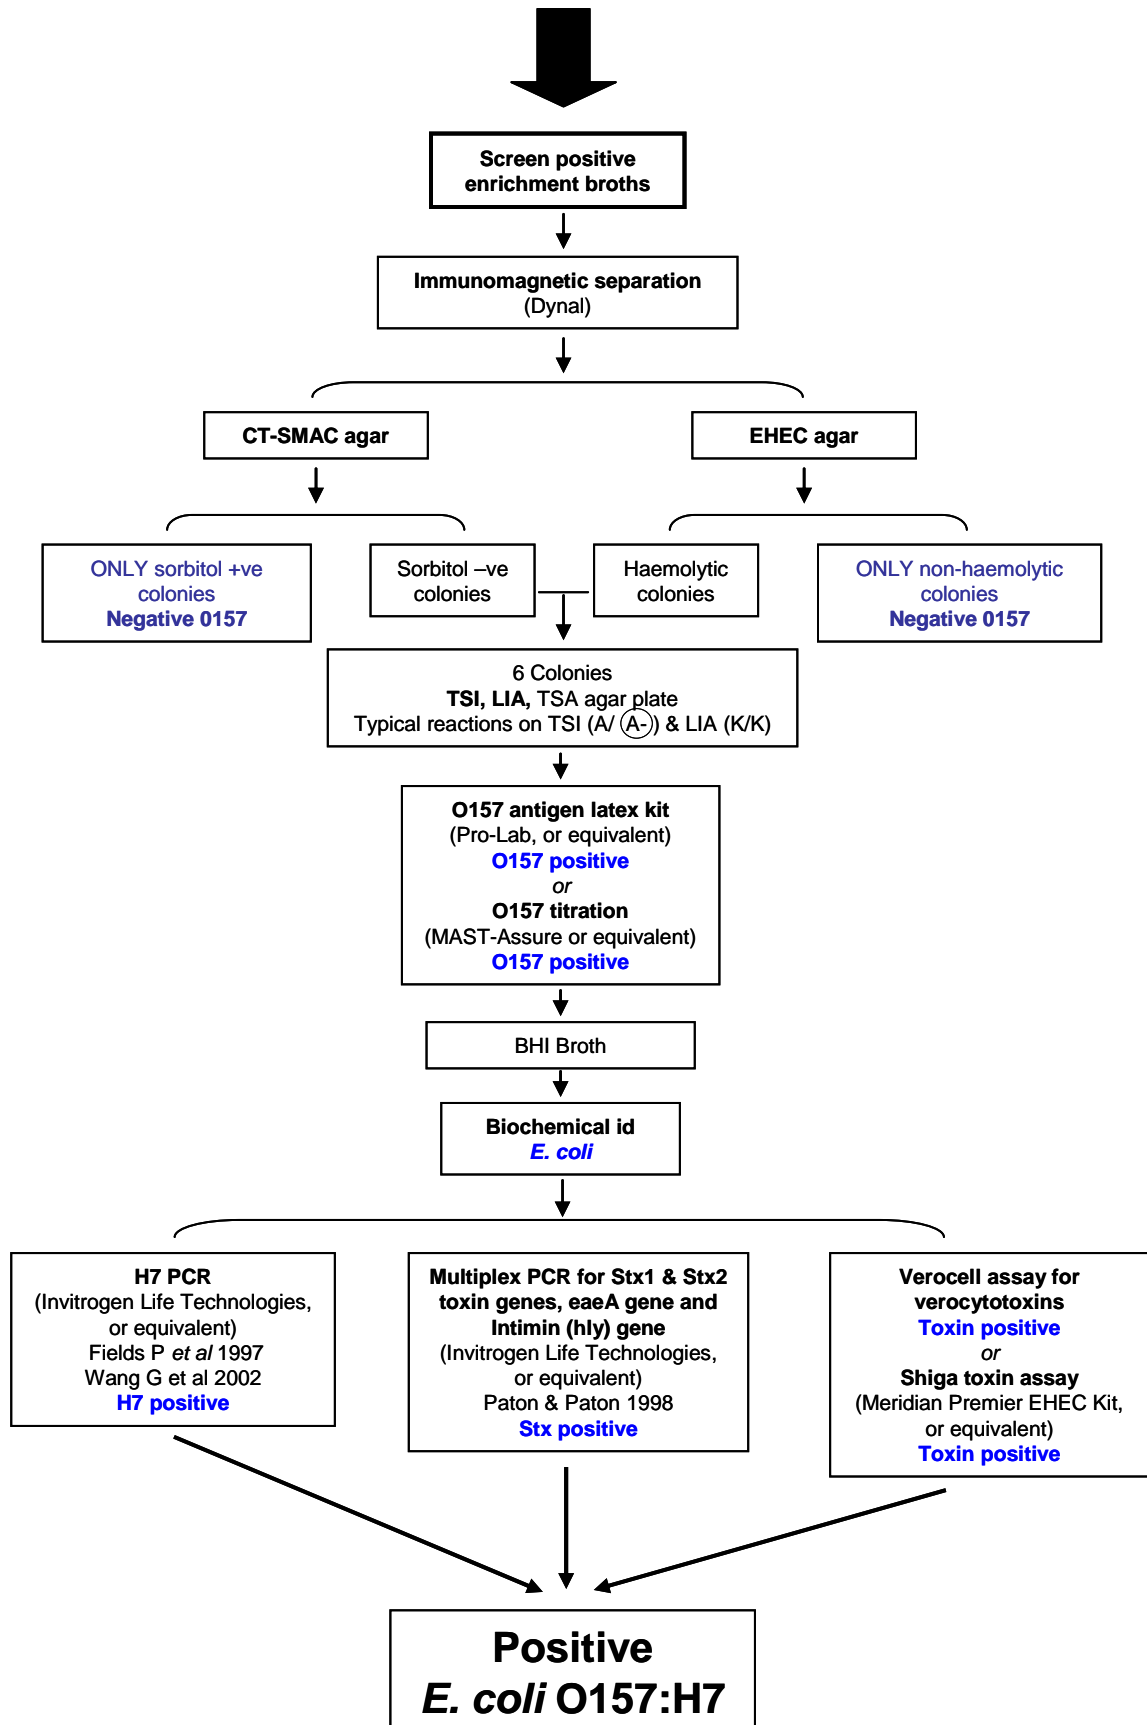 Screen positive
enrichment broths
Immunomagnetic separation
(Dynal)
CT-SMAC agar
EHEC agar
ONLY sorbitol +ve
colonies
Negative 0157
Sorbitol –ve
colonies
Haemolytic
colonies
ONLY non-haemolytic
colonies
Negative 0157
6 Colonies
TSI, LIA, TSA agar plate
Typical reactions on TSI (A/ A-) & LIA (K/K)
O157 antigen latex kit
(Pro-Lab, or equivalent)
O157 positive
or
O157 titration
(MAST-Assure or equivalent)
O157 positive
BHI Broth
Biochemical id
E. coli
H7 PCR
(Invitrogen Life Technologies,
or equivalent)
Fields P et al 1997
Wang G et al 2002
H7 positive
Multiplex PCR for Stx1 & Stx2
toxin genes, eaeA gene and
Intimin (hly) gene
(Invitrogen Life Technologies,
or equivalent)
Paton & Paton 1998
Stx positive
Verocell assay for
verocytotoxins
Toxin positive
or
Shiga toxin assay
(Meridian Premier EHEC Kit,
or equivalent)
Toxin positive
Positive
E. coli O157:H7